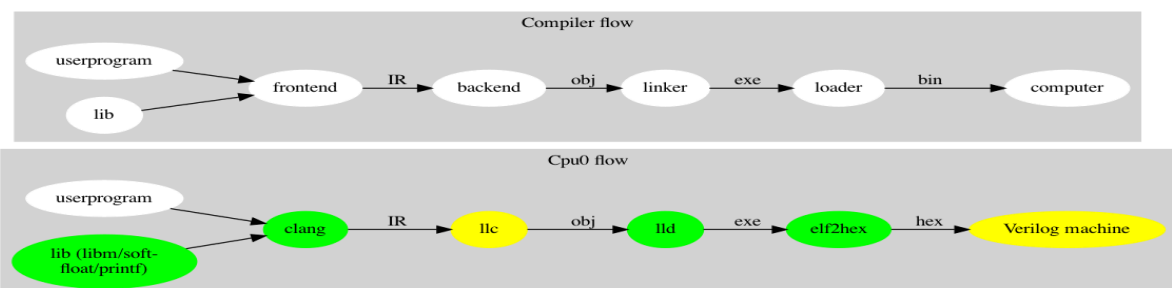 Compiler flow
userprogram
lib
frontend
IR
backend
obj
linker
exe
loader
bin
computer
Cpu0 flow
userprogram
lib (libm/soft-
float/printf)
clang
IR
llc
obj
lld
exe
elf2hex
hex
Verilog machine